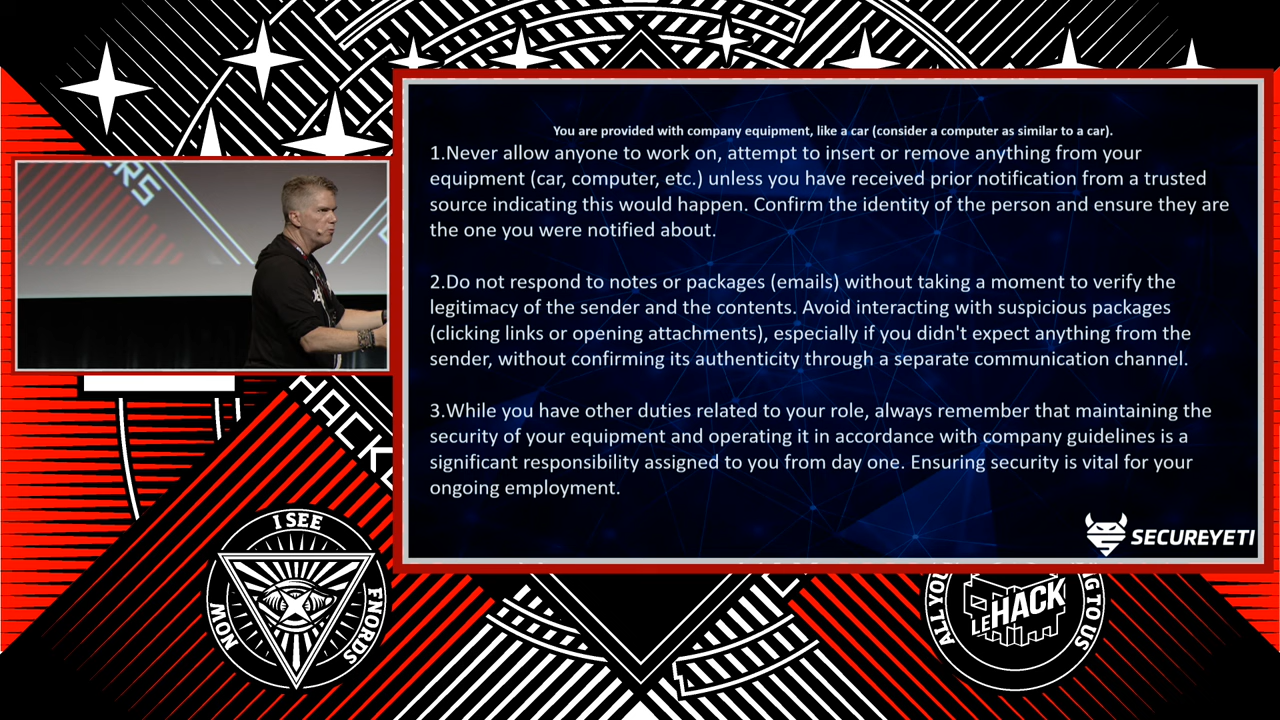 You are provided with company equipment, like a car (consider a computer as similar to a car).
1.Never allow anyone to work on, attempt to insert or remove anything from your
equipment (car, computer, etc.) unless you have received prior notification from a trusted
source indicating this would happen. Confirm the identity of the person and ensure they are
the one you were notified about.
2.Do not respond to notes or packages (emails) without taking a moment to verify the
legitimacy of the sender and the contents. Avoid interacting with suspicious packages
(clicking links or opening attachments), especially if you didn't expect anything from the
sender, without confirming its authenticity through a separate communication channel.
3.While you have other duties related to your role, always remember that maintaining the
security of your equipment and operating it in accordance with company guidelines is a
significant responsibility assigned to you from day one. Ensuring security is vital for your
ongoing employment.
SECUREYETI
RS
HACKE
I SEE
FNORDS
NOW
ALL YO
NG TO US
LEHACK